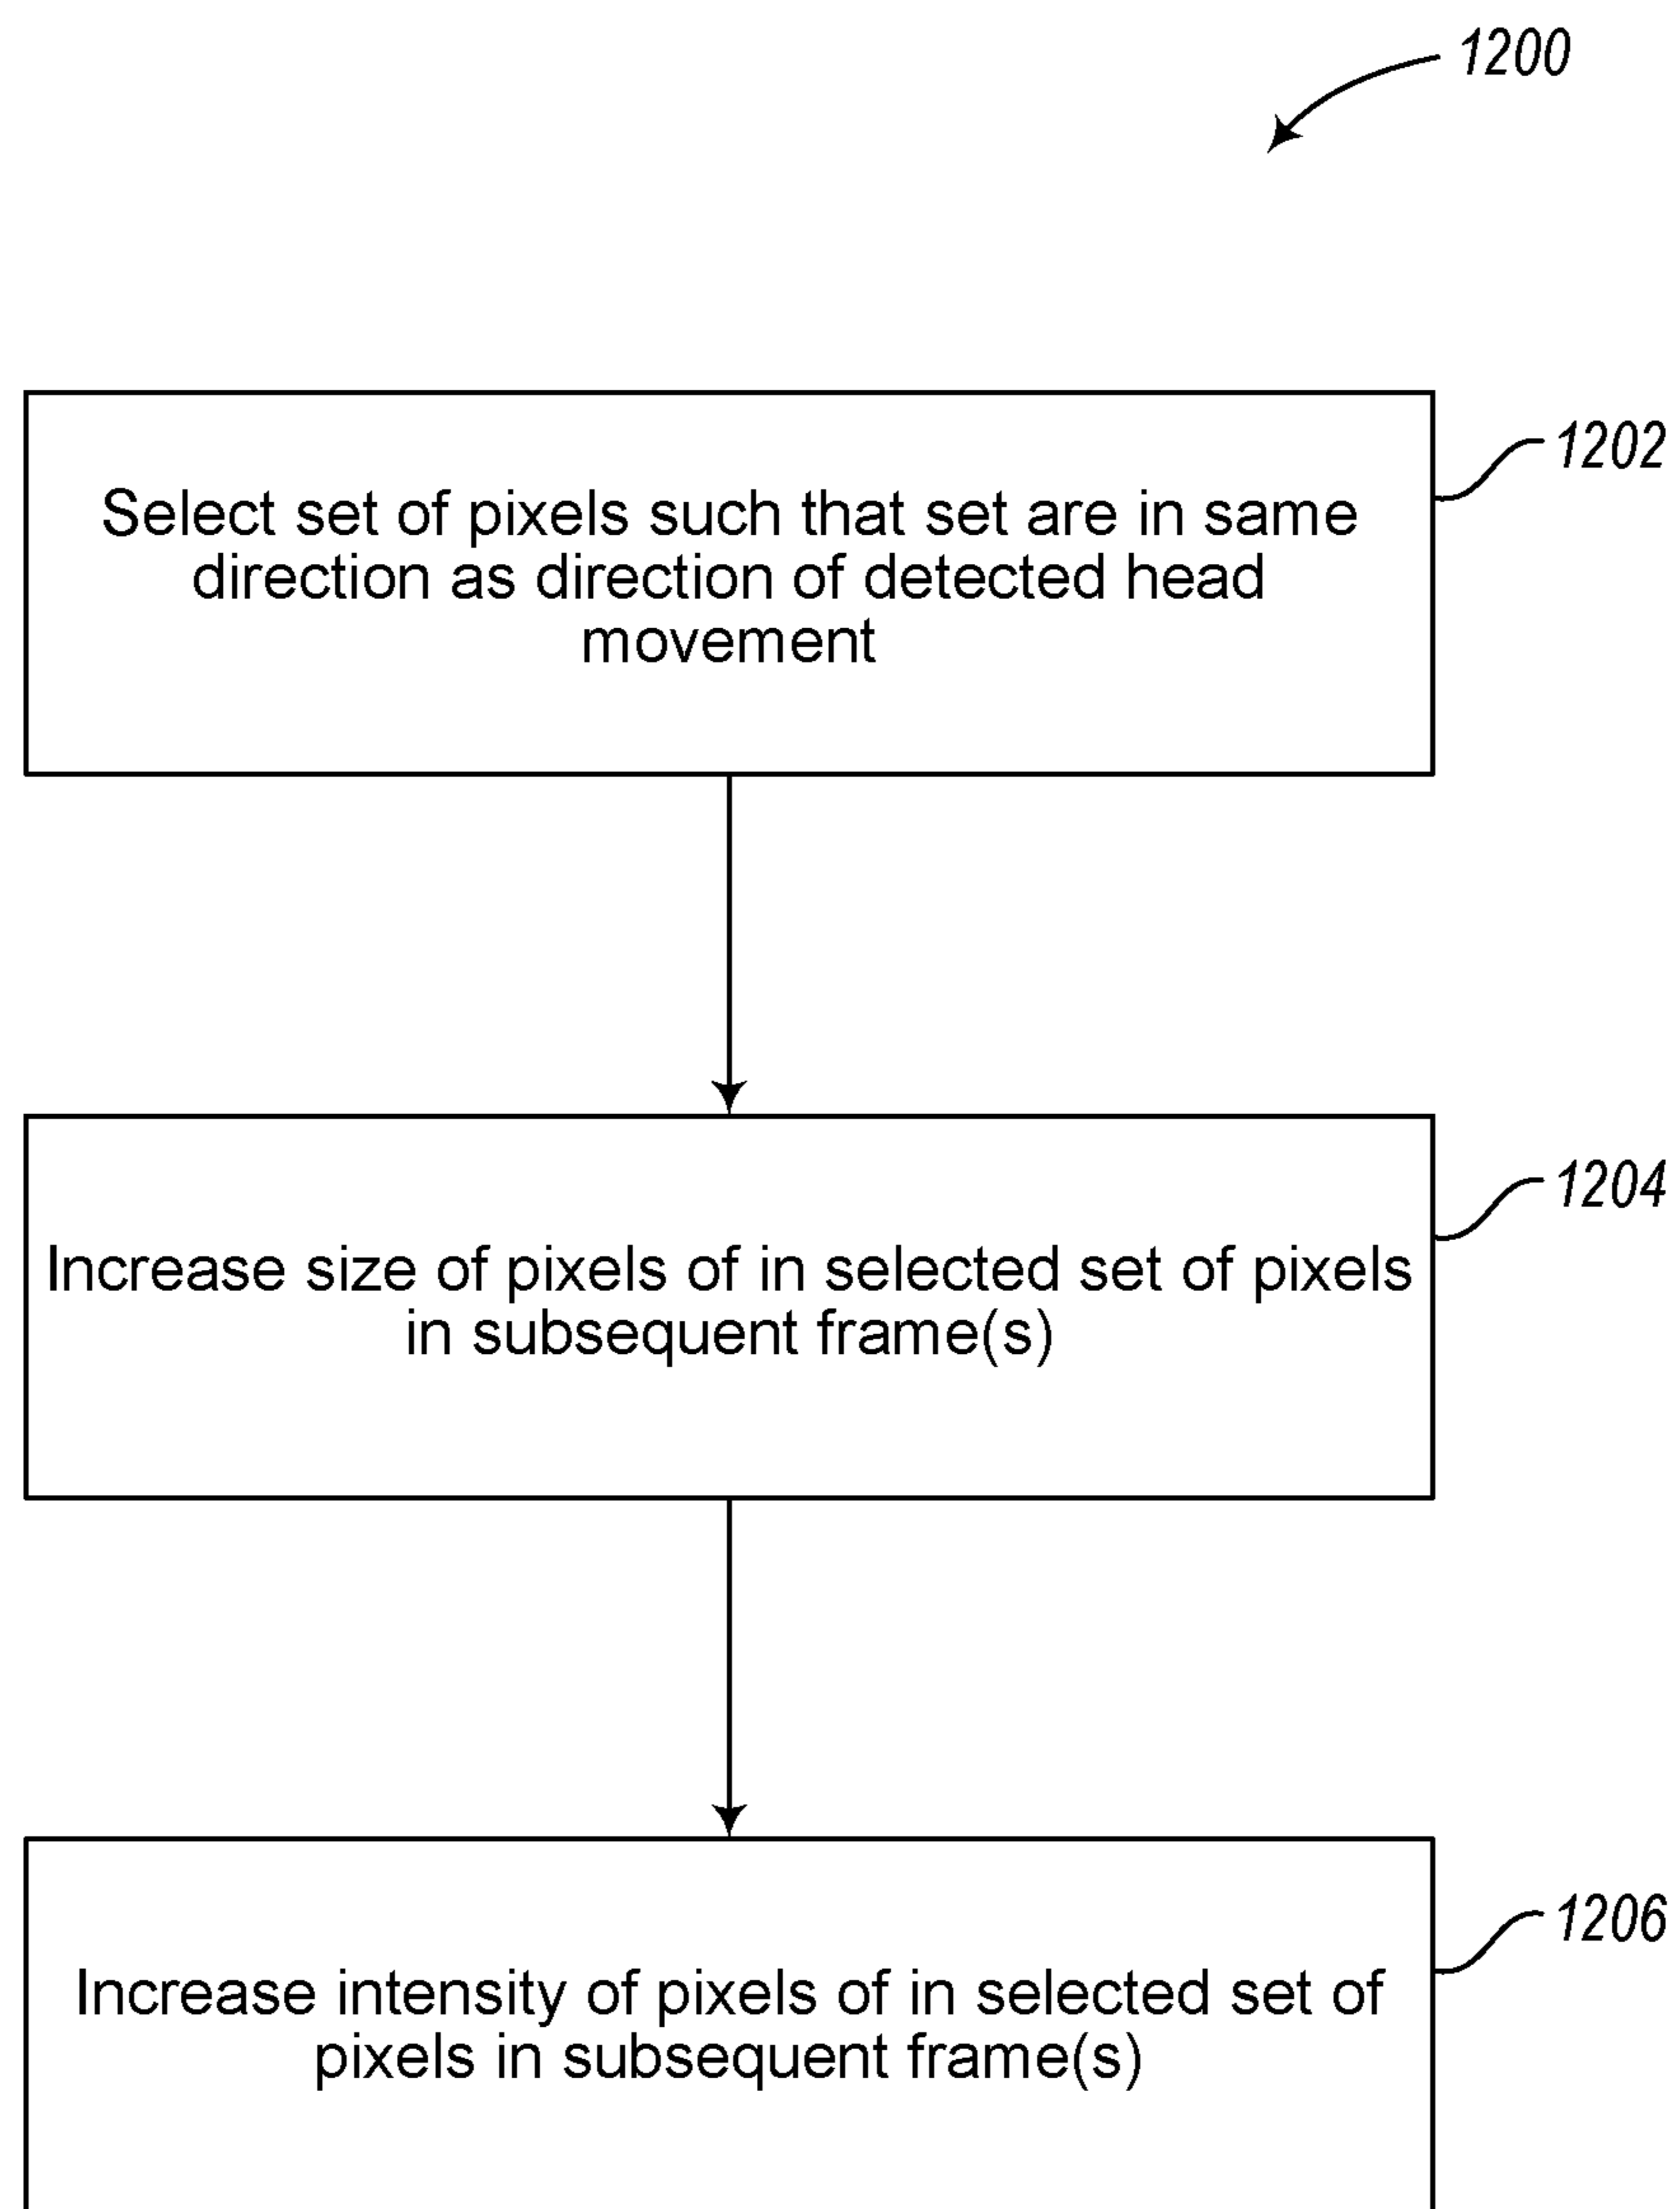 1200
1202
Select set of pixels such that set are in same
direction as direction of detected head
movement
1204
Increase size of pixels of in selected set of pixels
in subsequent frame(s)
1206
Increase intensity of pixels of in selected set of
pixels in subsequent frame(s)